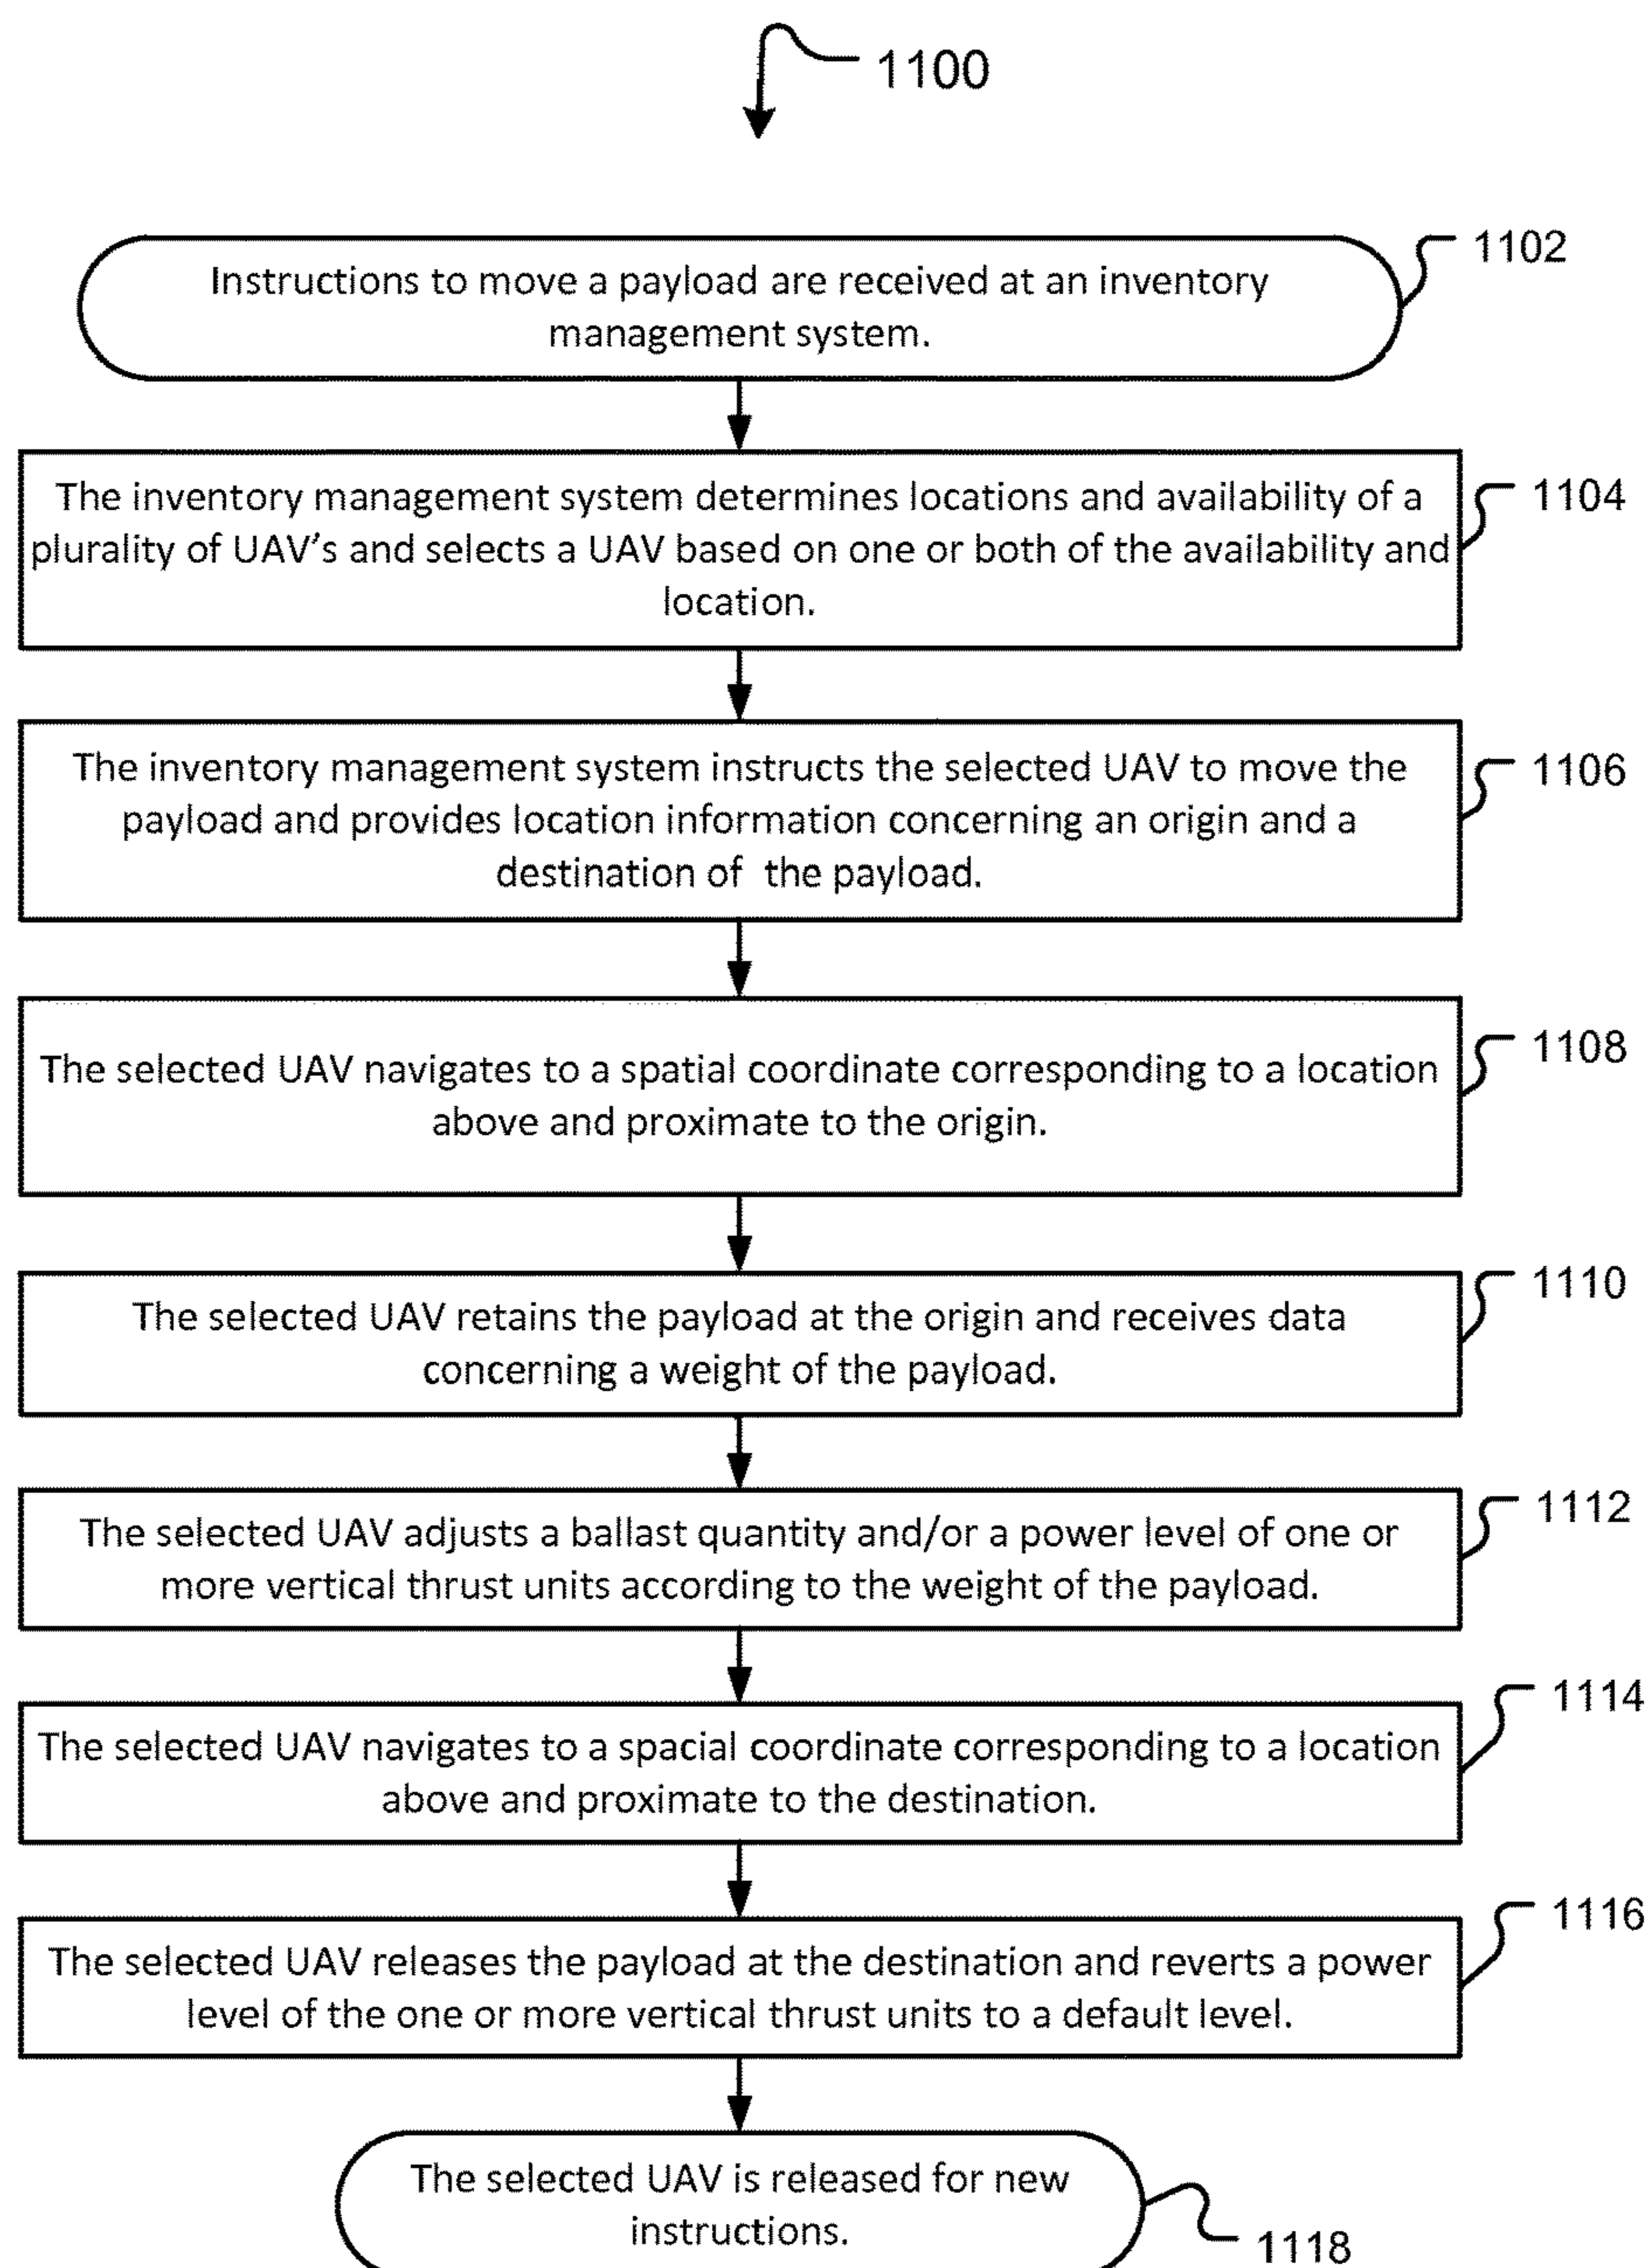 1100
Instructions to move a payload are received at an inventory
management system.
1102
The inventory management system determines locations and availability of a
plurality of UAV's and selects a UAV based on one or both of the availability and
location.
1104
The inventory management system instructs the selected UAV to move the
payload and provides location information concerning an origin and a
destination of the payload.
1106
The selected UAV navigates to a spatial coordinate corresponding to a location
above and proximate to the origin.
1108
The selected UAV retains the payload at the origin and receives data
concerning a weight of the payload.
1110
The selected UAV adjusts a ballast quantity and/or a power level of one or
more vertical thrust units according to the weight of the payload.
1112
The selected UAV navigates to a spacial coordinate corresponding to a location
above and proximate to the destination.
1114
The selected UAV releases the payload at the destination and reverts a power
level of the one or more vertical thrust units to a default level.
1116
The selected UAV is released for new
instructions.
1118